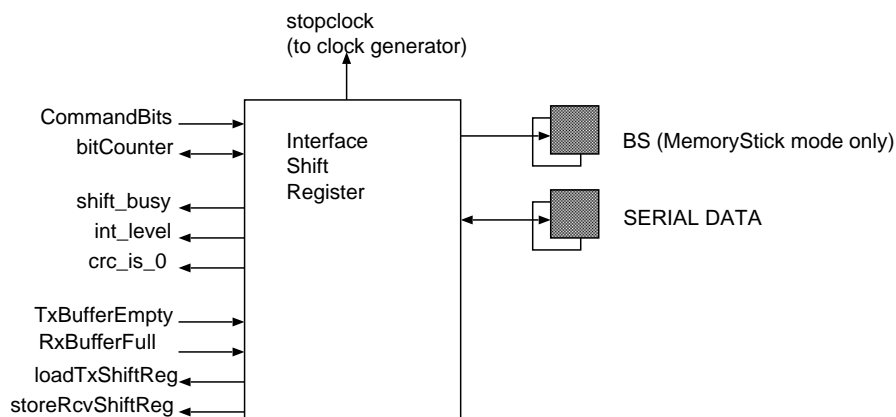 stopclock
(to clock generator)
CommandBits
bitCounter
Interface
Shift
Register
BS (MemoryStick mode only)
shift_busy
int_level
crc_is_0
SERIAL DATA
TxBufferEmpty
RxBufferFull
loadTxShiftReg
storeRcvShiftReg